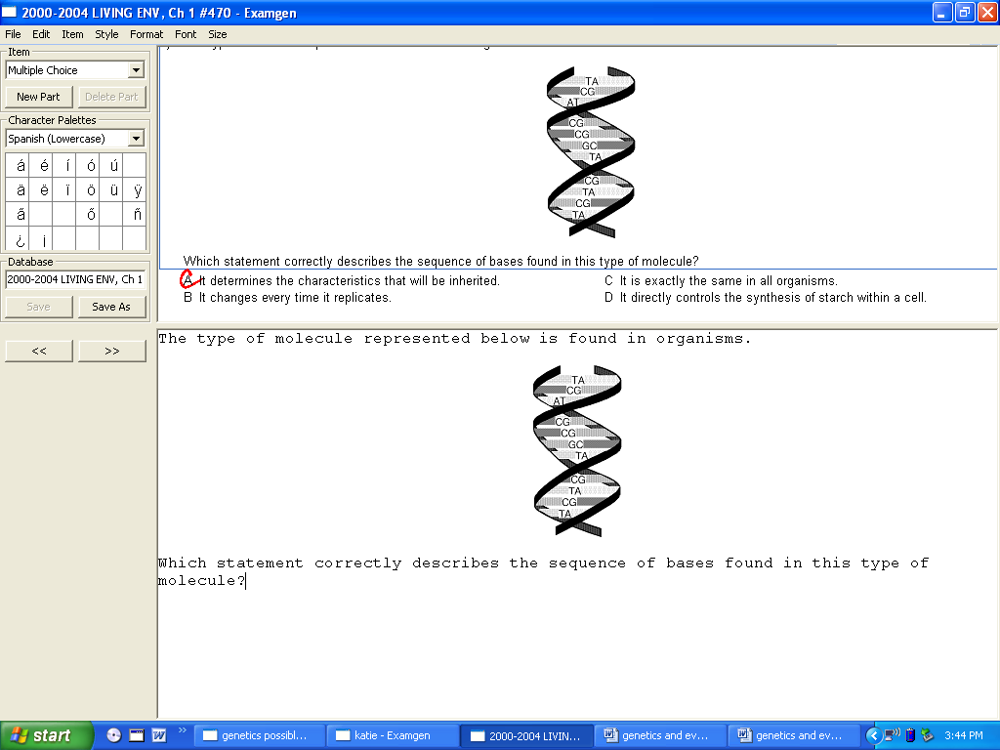 2000-2004 LIVING ENV, Ch 1 #470 - Examgen
File Edit Item Style Format Font Size
Item
Multiple Choice
New Part Delete Part
Character Palettes
Spanish (Lowercase)
á é í ó ú
ä ë ï ö ü ÿ
ő ñ
¿ ¡
Database
2000-2004 LIVING ENV, Ch 1
Save Save As
<< >>
TA
CG
AT
CG
CG
GC
TA
CG
TA
CG
TA
Which statement correctly describes the sequence of bases found in this type of molecule?
A It determines the characteristics that will be inherited.
B It changes every time it replicates.
C It is exactly the same in all organisms.
D It directly controls the synthesis of starch within a cell.
The type of molecule represented below is found in organisms.
TA
CG
AT
CG
CG
GC
TA
CG
TA
CG
TA
Which statement correctly describes the sequence of bases found in this type of
molecule?
start
genetics possibl...
katie - Examgen
2000-2004 LIVIN...
genetics and ev...
genetics and ev...
3:44 PM